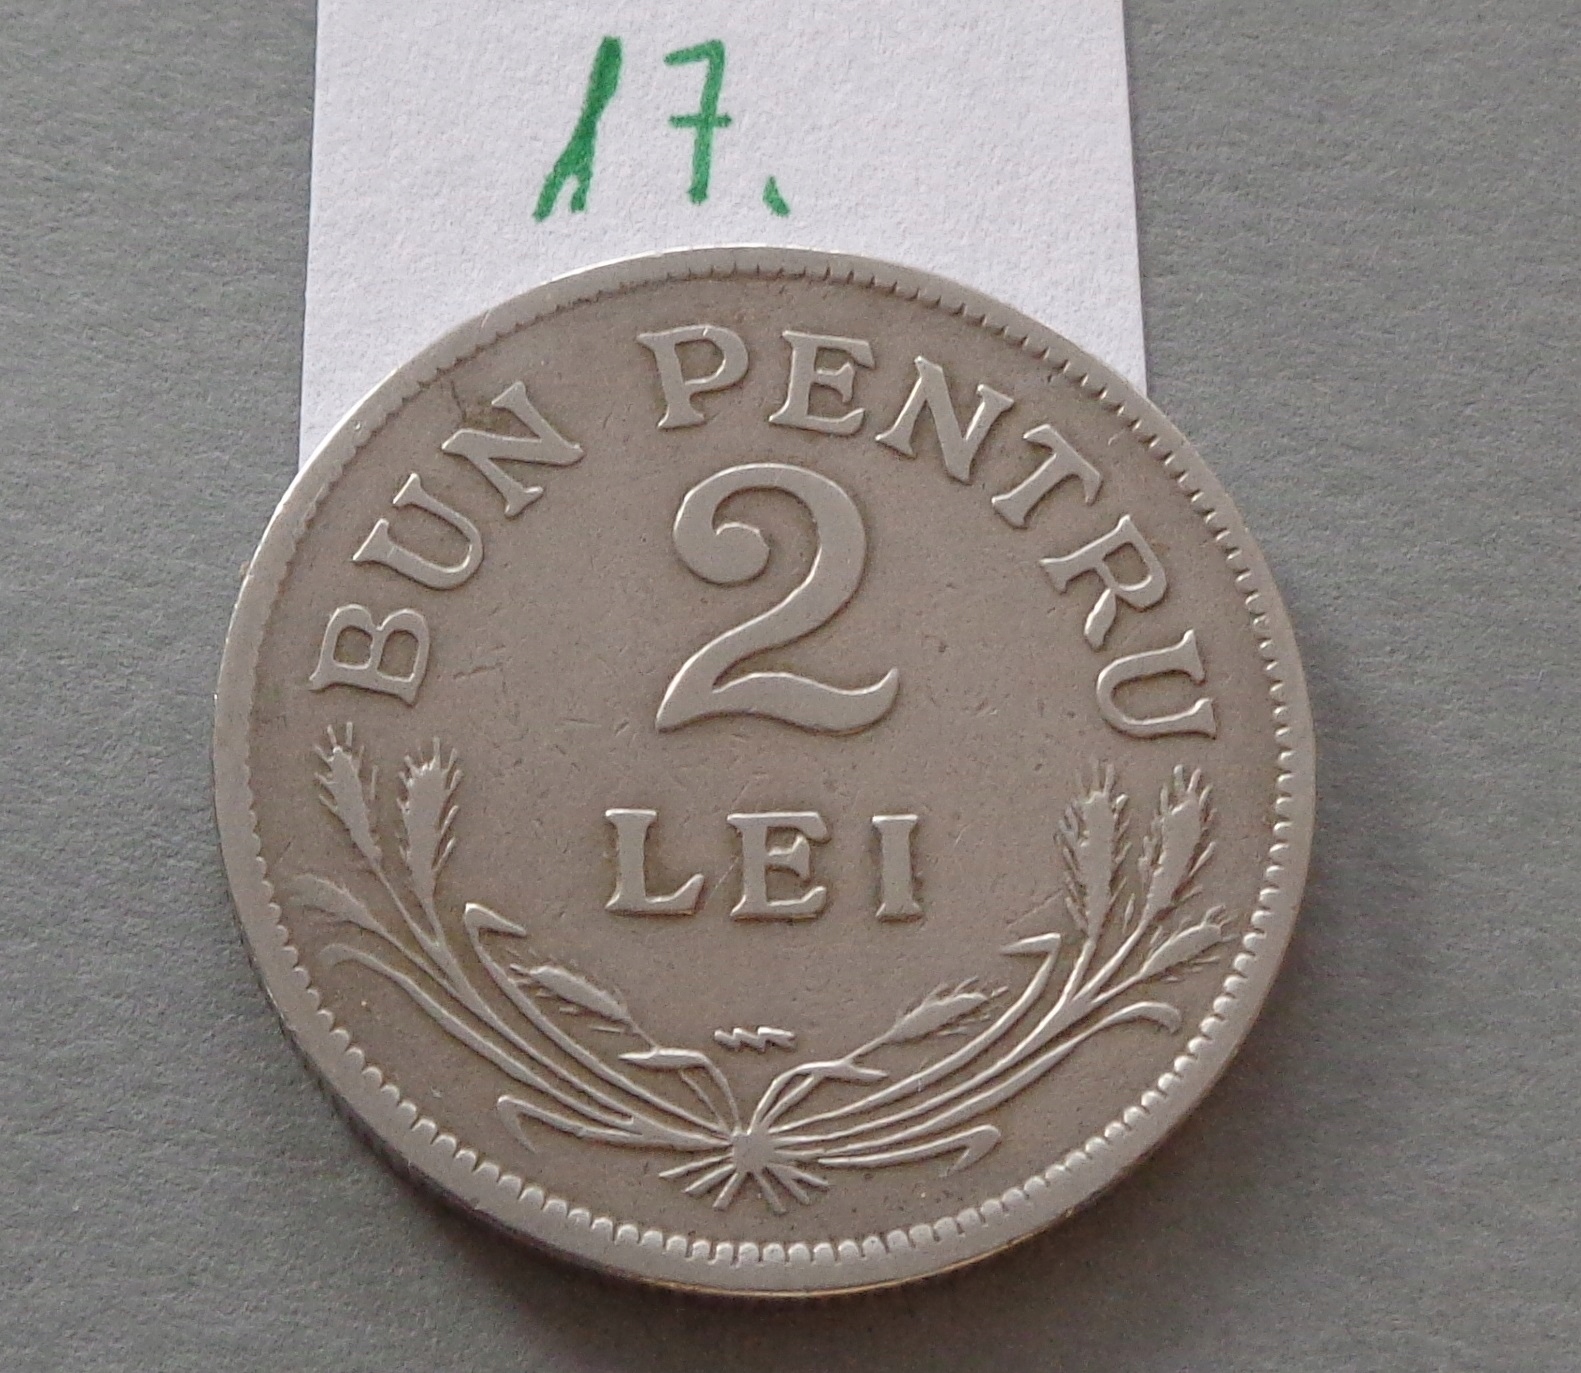 17.
BUN PENTRU
2
LEI